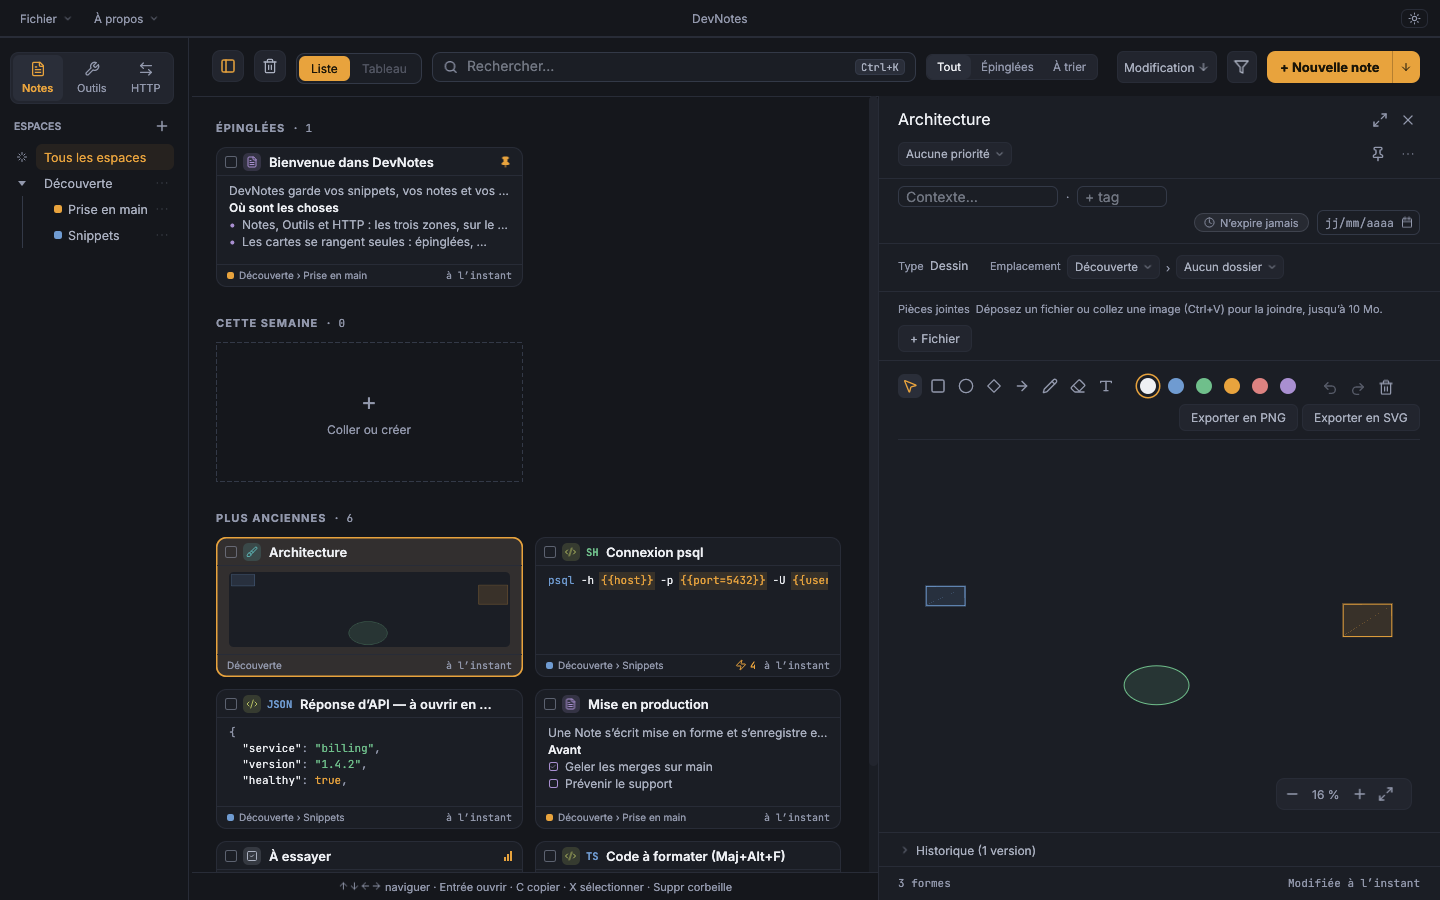 Fichier
À propos
DevNotes
Notes
Outils
HTTP
Liste
Tableau
Rechercher...
Ctrl+K
Tout
Épinglées
À trier
Modification
+ Nouvelle note
ESPACES
Tous les espaces
Découverte
Prise en main
Snippets
ÉPINGLÉES · 1
Bienvenue dans DevNotes
DevNotes garde vos snippets, vos notes et vos ...
Où sont les choses
• Notes, Outils et HTTP : les trois zones, sur le ...
• Les cartes se rangent seules : épinglées, ...
Découverte › Prise en main
à l'instant
CETTE SEMAINE · 0
+
Coller ou créer
PLUS ANCIENNES · 6
Architecture
Découverte
à l'instant
SH Connexion psql
psql -h {{host}} -p {{port=5432}} -U {{user
Découverte › Snippets
4 à l'instant
JSON Réponse d'API — à ouvrir en ...
{
"service": "billing",
"version": "1.4.2",
"healthy": true,
Découverte › Snippets
à l'instant
Mise en production
Une Note s'écrit mise en forme et s'enregistre e...
Avant
Geler les merges sur main
Prévenir le support
Découverte › Prise en main
à l'instant
À essayer
TS Code à formater (Maj+Alt+F)
↑↓←→ naviguer · Entrée ouvrir · C copier · X sélectionner · Suppr corbeille
Architecture
Aucune priorité
Contexte...
·
+ tag
N'expire jamais
jj/mm/aaaa
Type Dessin
Emplacement Découverte › Aucun dossier
Pièces jointes Déposez un fichier ou collez une image (Ctrl+V) pour la joindre, jusqu'à 10 Mo.
+ Fichier
Exporter en PNG
Exporter en SVG
16 %
Historique (1 version)
3 formes
Modifiée à l'instant